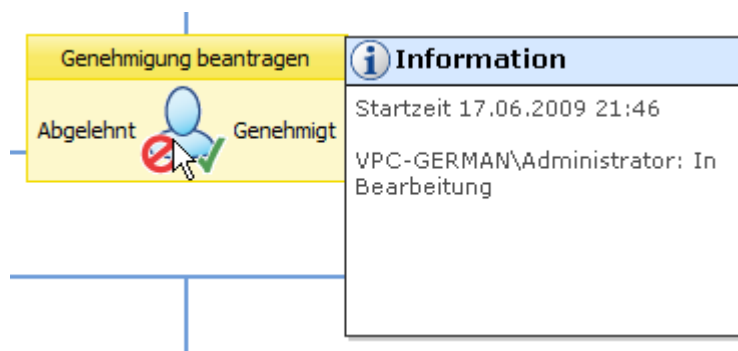 Genehmigung beantragen
Abgelehnt
Genehmigt
Information
Startzeit 17.06.2009 21:46
VPC-GERMAN\Administrator: In
Bearbeitung